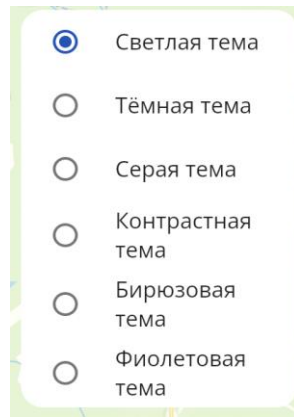 Светлая тема
Тёмная тема
Серая тема
Контрастная
тема
Бирюзовая
тема
Фиолетовая
тема